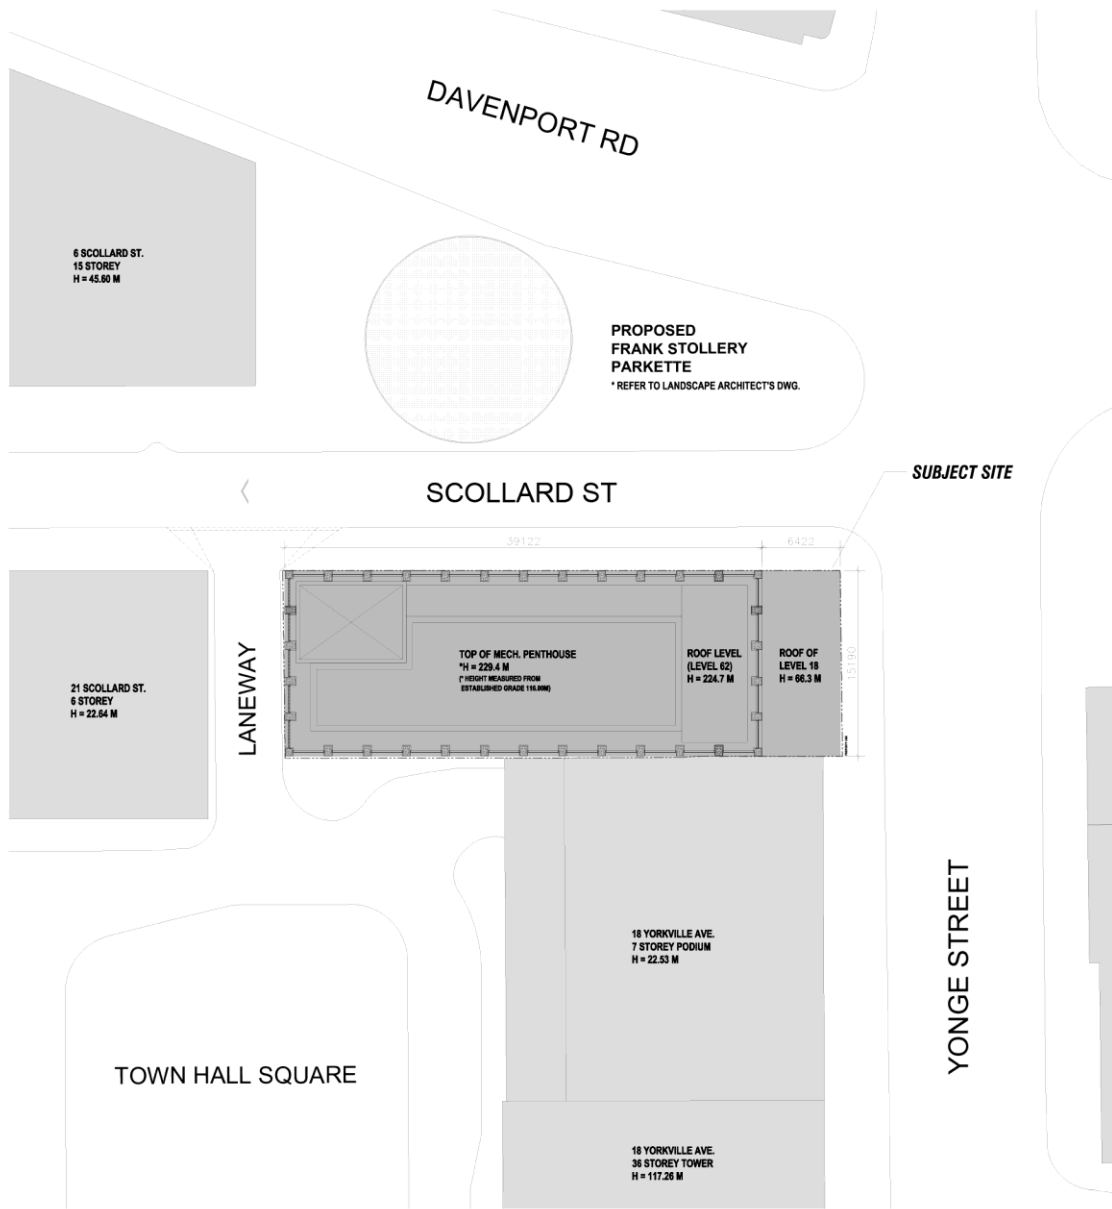 DAVENPORT RD
6 SCOLLARD ST.
15 STOREY
H = 45.60 M
PROPOSED
FRANK STOLLERY
PARKETTE
* REFER TO LANDSCAPE ARCHITECT'S DWG.
SUBJECT SITE
SCOLLARD ST
39122
6422
15190
LANEWAY
TOP OF MECH. PENTHOUSE
*H = 229.4 M
(* HEIGHT MEASURED FROM
ESTABLISHED GRADE 116.90M)
ROOF LEVEL
(LEVEL 62)
H = 224.7 M
ROOF OF
LEVEL 18
H = 66.3 M
21 SCOLLARD ST.
6 STOREY
H = 22.64 M
18 YORKVILLE AVE.
7 STOREY PODIUM
H = 22.53 M
YONGE STREET
TOWN HALL SQUARE
18 YORKVILLE AVE.
36 STOREY TOWER
H = 117.26 M